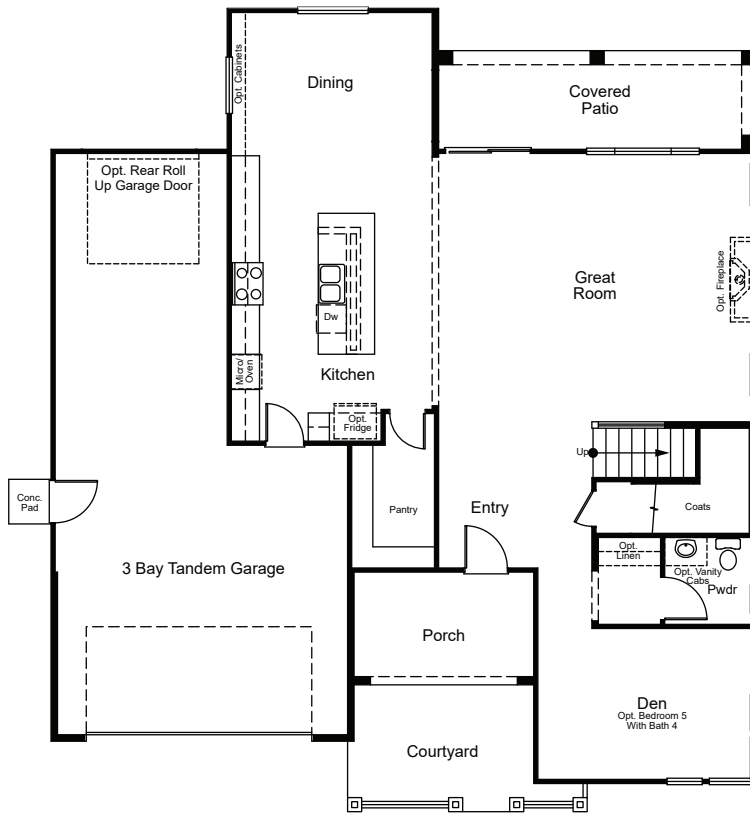 Opt. Cabinets
Dining
Covered
Patio
Opt. Rear Roll
Up Garage Door
Great
Room
Opt. Fireplace
Dw
Micro/
Oven
Kitchen
Opt.
Fridge
Up
Conc.
Pad
Pantry
Entry
Coats
Opt.
Linen
Opt. Vanity
Cabs
Pwdr
3 Bay Tandem Garage
Porch
Den
Opt. Bedroom 5
With Bath 4
Courtyard